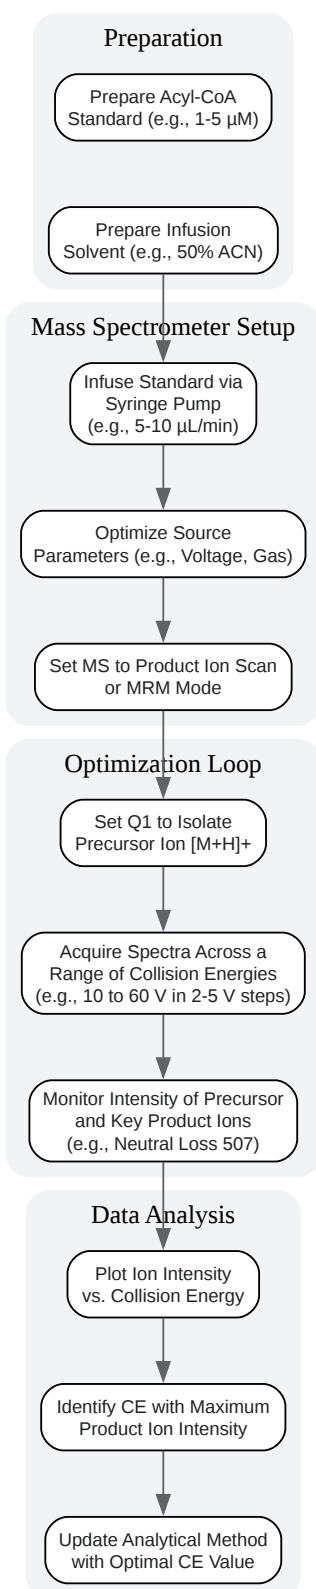 Preparation
Prepare Acyl-CoA
Standard (e.g., 1-5 µM)
Prepare Infusion
Solvent (e.g., 50% ACN)
Mass Spectrometer Setup
Infuse Standard via
Syringe Pump
(e.g., 5-10 µL/min)
Optimize Source
Parameters (e.g., Voltage, Gas)
Set MS to Product Ion Scan
or MRM Mode
Optimization Loop
Set Q1 to Isolate
Precursor Ion [M+H]+
Acquire Spectra Across a
Range of Collision Energies
(e.g., 10 to 60 V in 2-5 V steps)
Monitor Intensity of Precursor
and Key Product Ions
(e.g., Neutral Loss 507)
Data Analysis
Plot Ion Intensity
vs. Collision Energy
Identify CE with Maximum
Product Ion Intensity
Update Analytical Method
with Optimal CE Value